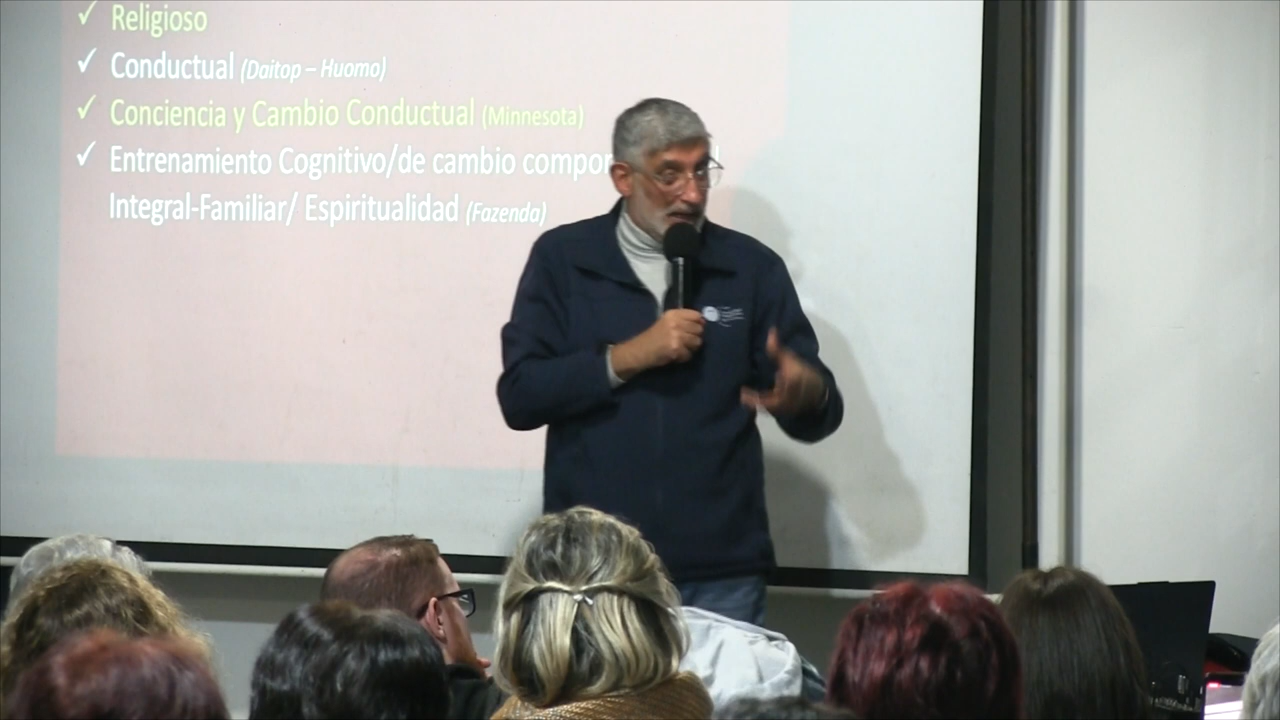 ✓ Religioso
✓ Conductual (Daitop – Huomo)
✓ Conciencia y Cambio Conductual (Minnesota)
✓ Entrenamiento Cognitivo/de cambio compor
Integral-Familiar/ Espiritualidad (Fazenda)